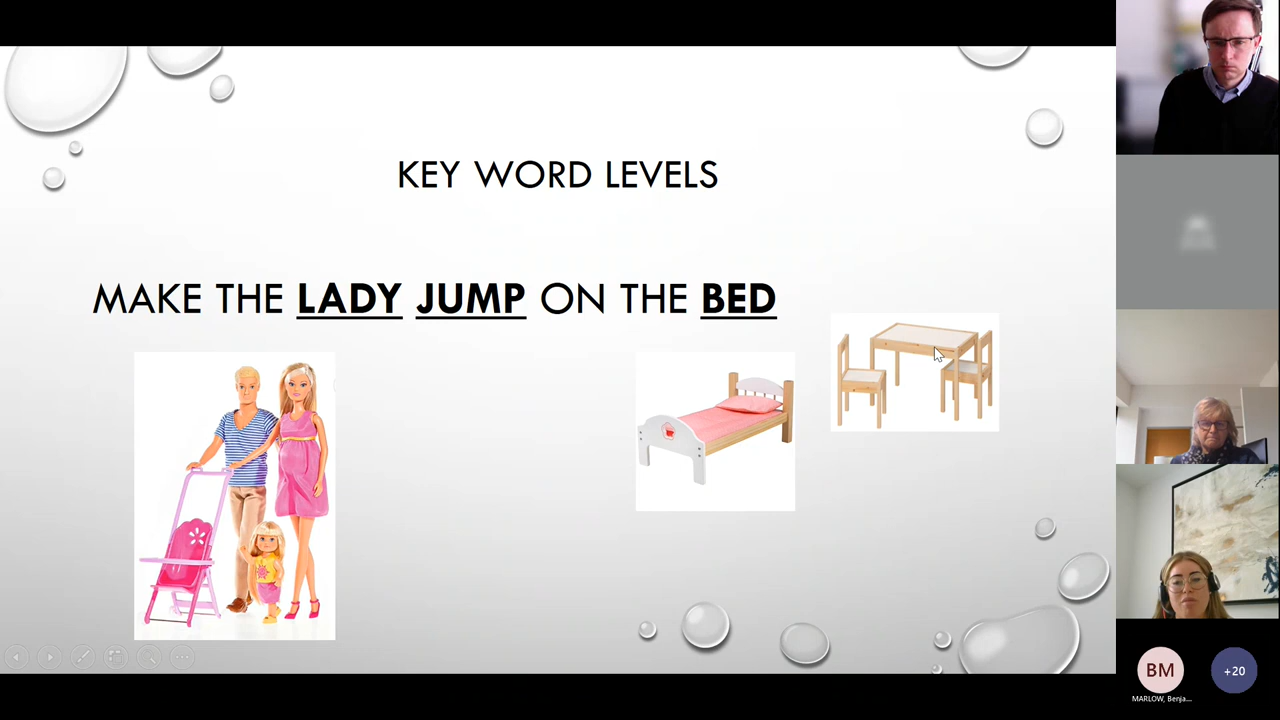 KEY WORD LEVELS
MAKE THE LADY JUMP ON THE BED
BM
+20
MARLOW, Benja...